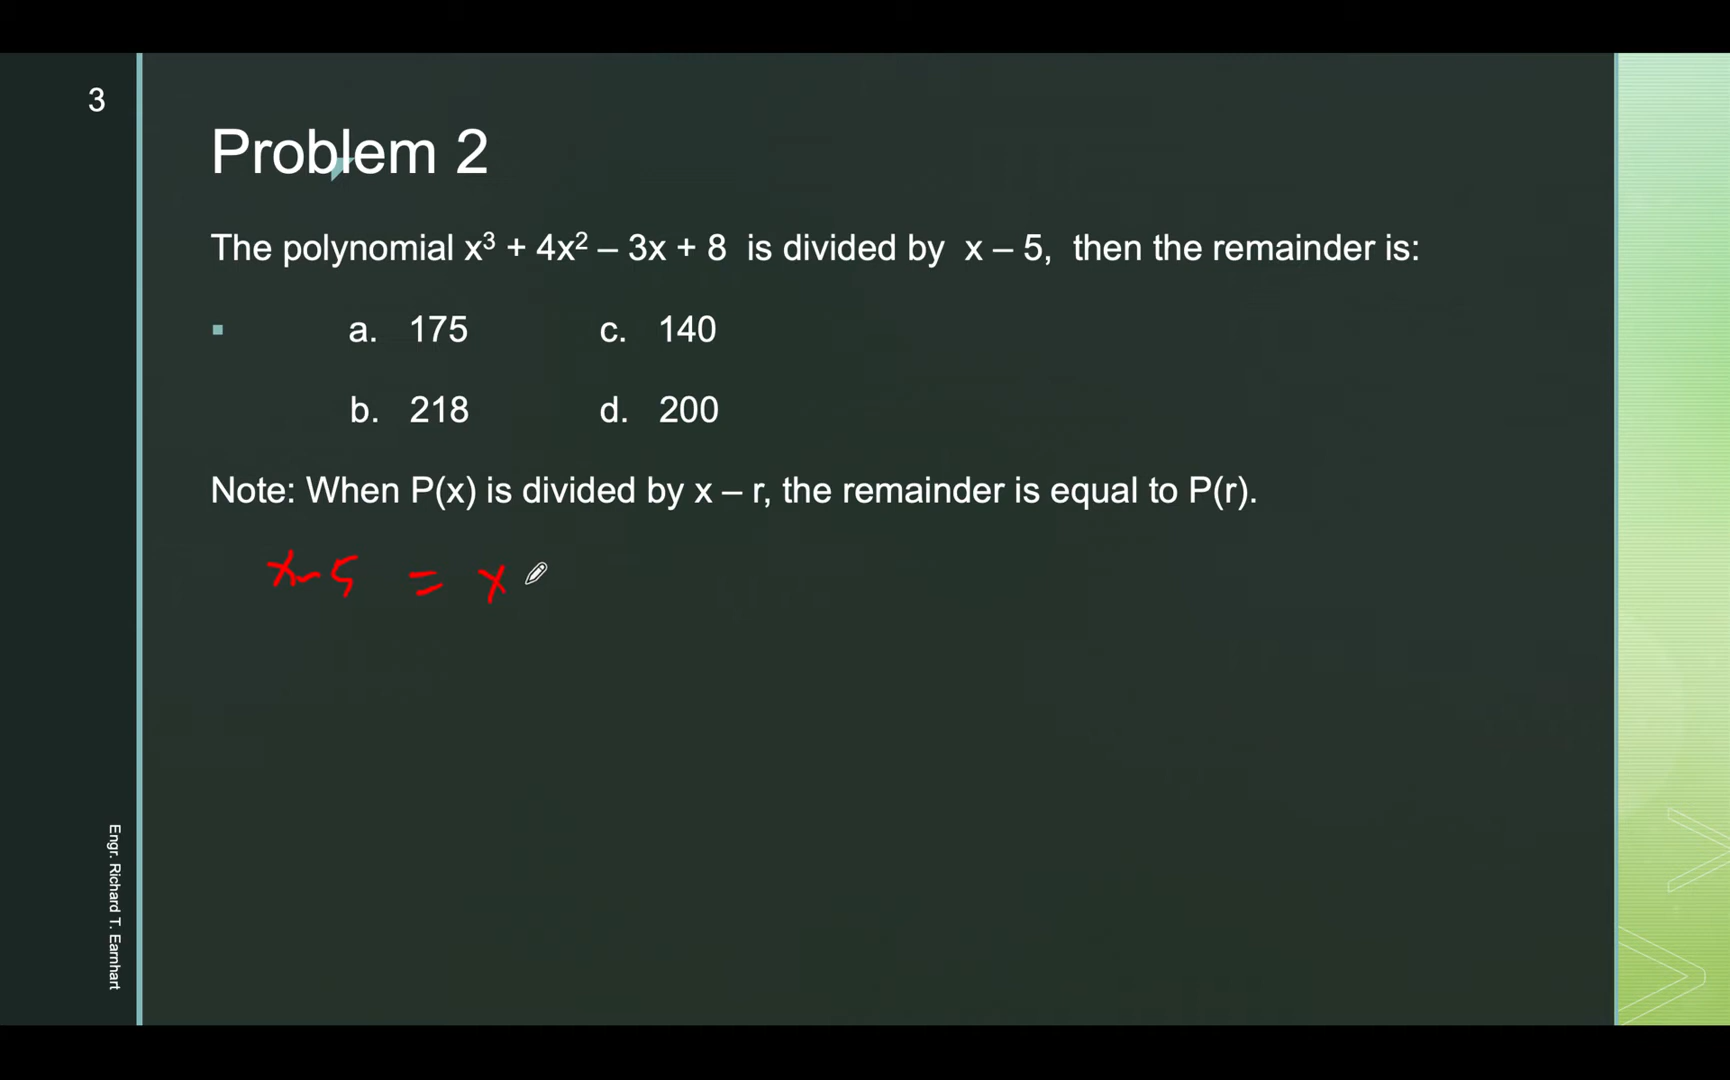 3
Problem 2
The polynomial x³ + 4x² – 3x + 8 is divided by x – 5, then the remainder is:
▪ a. 175 c. 140
b. 218 d. 200
Note: When P(x) is divided by x – r, the remainder is equal to P(r).
x-5 = x
Engr. Richard T. Earnhart